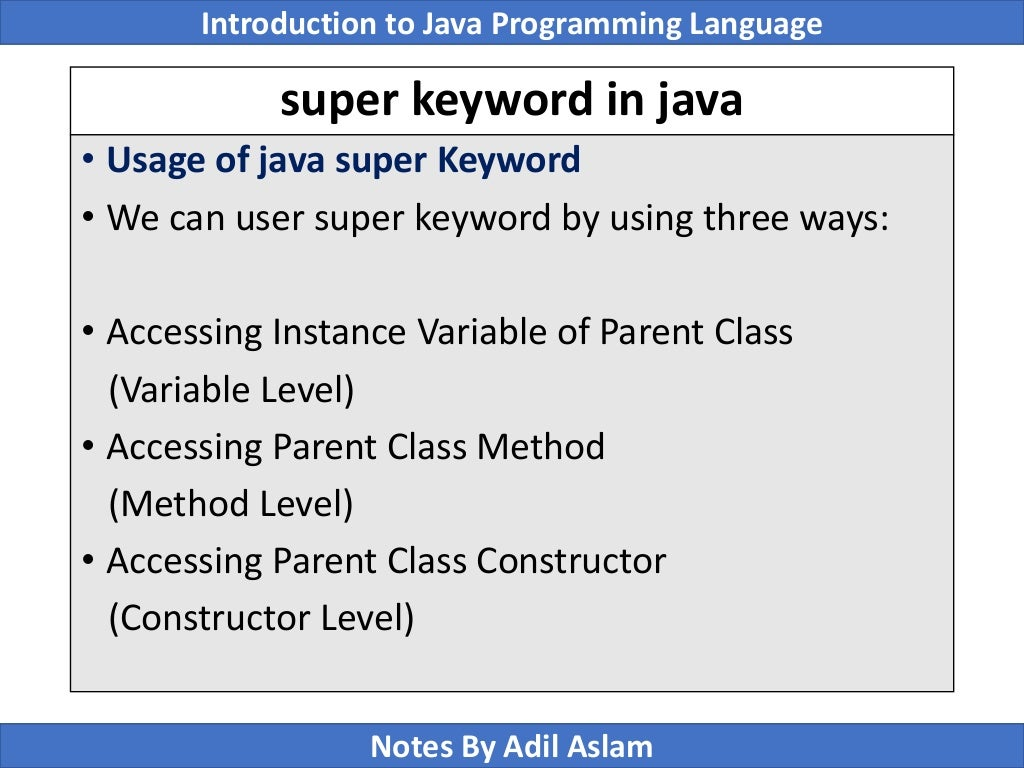 Introduction to Java Programming Language
super keyword in java
• Usage of java super Keyword
• We can user super keyword by using three ways:
• Accessing Instance Variable of Parent Class
(Variable Level)
• Accessing Parent Class Method
(Method Level)
• Accessing Parent Class Constructor
(Constructor Level)
Notes By Adil Aslam